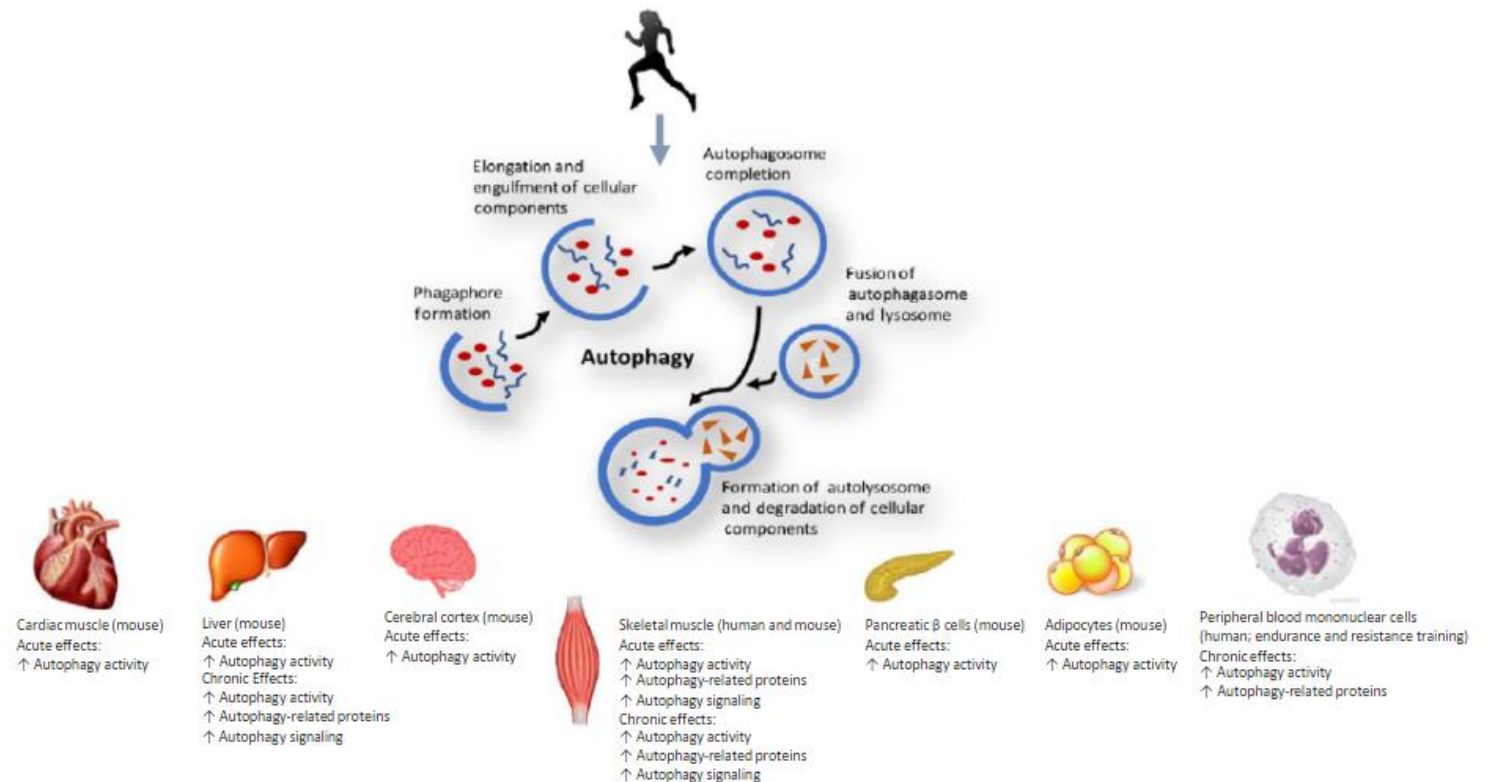 Elongation and
engulfment of cellular
components
Autophagosome
completion
Phagaphore
formation
Fusion of
autophagasome
and lysosome
Autophagy
Formation of autolysosome
and degradation of cellular
components
Cardiac muscle (mouse)
Acute effects:
↑ Autophagy activity
Liver (mouse)
Acute effects:
↑ Autophagy activity
Chronic Effects:
↑ Autophagy activity
↑ Autophagy-related proteins
↑ Autophagy signaling
Cerebral cortex (mouse)
Acute effects:
↑ Autophagy activity
Skeletal muscle (human and mouse)
Acute effects:
↑ Autophagy activity
↑ Autophagy-related proteins
↑ Autophagy signaling
Chronic effects:
↑ Autophagy activity
↑ Autophagy-related proteins
↑ Autophagy signaling
Pancreatic β cells (mouse)
Acute effects:
↑ Autophagy activity
Adipocytes (mouse)
Acute effects:
↑ Autophagy activity
Peripheral blood mononuclear cells
(human; endurance and resistance training)
Chronic effects:
↑ Autophagy activity
↑ Autophagy-related proteins